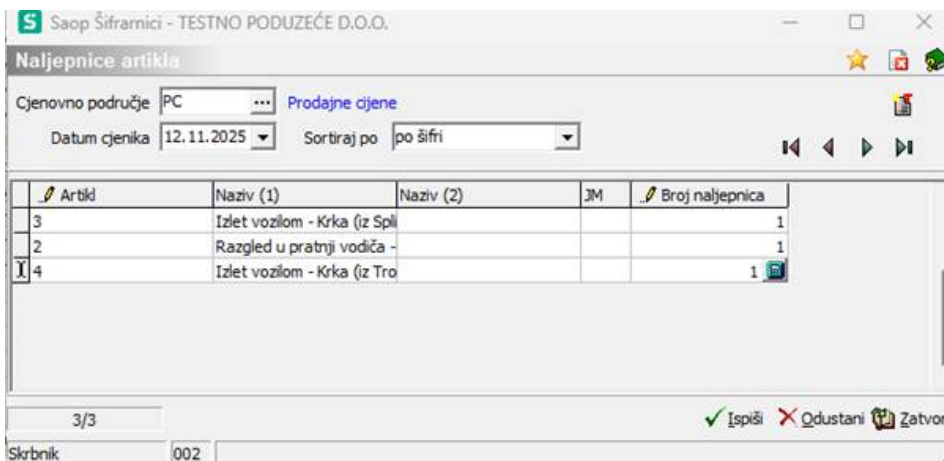 S Saop Šifrarnici - TESTNO PODUZEĆE D.O.O.
Naljepnice artikla
Cjenovno područje PC ... Prodajne cijene
Datum cjenika 12.11.2025 Sortiraj po po šifri
Artikl Naziv (1) Naziv (2) JM Broj naljepnica
3 Izlet vozilom - Krka (iz Spli 1
2 Razgled u pratnji vodiča - 1
4 Izlet vozilom - Krka (iz Tro 1
3/3 Ispiši Odustani Zatvor
Skrbnik 002